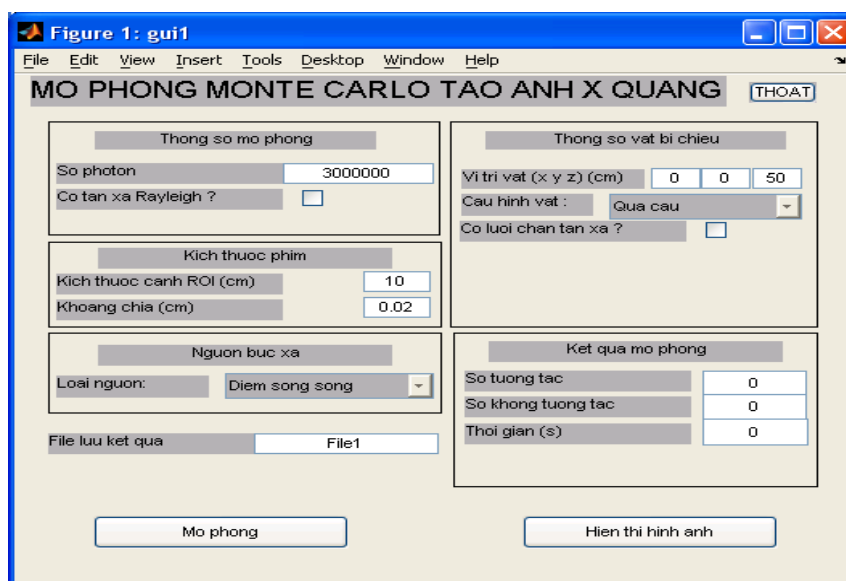 Figure 1: gui1
File Edit View Insert Tools Desktop Window Help
MO PHONG MONTE CARLO TAO ANH X QUANG
THOAT
Thong so mo phong
So photon 3000000
Co tan xa Rayleigh ?
Kich thuoc phim
Kich thuoc canh ROI (cm) 10
Khoang chia (cm) 0.02
Nguon buc xa
Loai nguon: Diem song song
File luu ket qua File1
Thong so vat bi chieu
Vi tri vat (x y z) (cm) 0 0 50
Cau hinh vat : Qua cau
Co luoi chan tan xa ?
Ket qua mo phong
So tuong tac 0
So khong tuong tac 0
Thoi gian (s) 0
Mo phong
Hien thi hinh anh